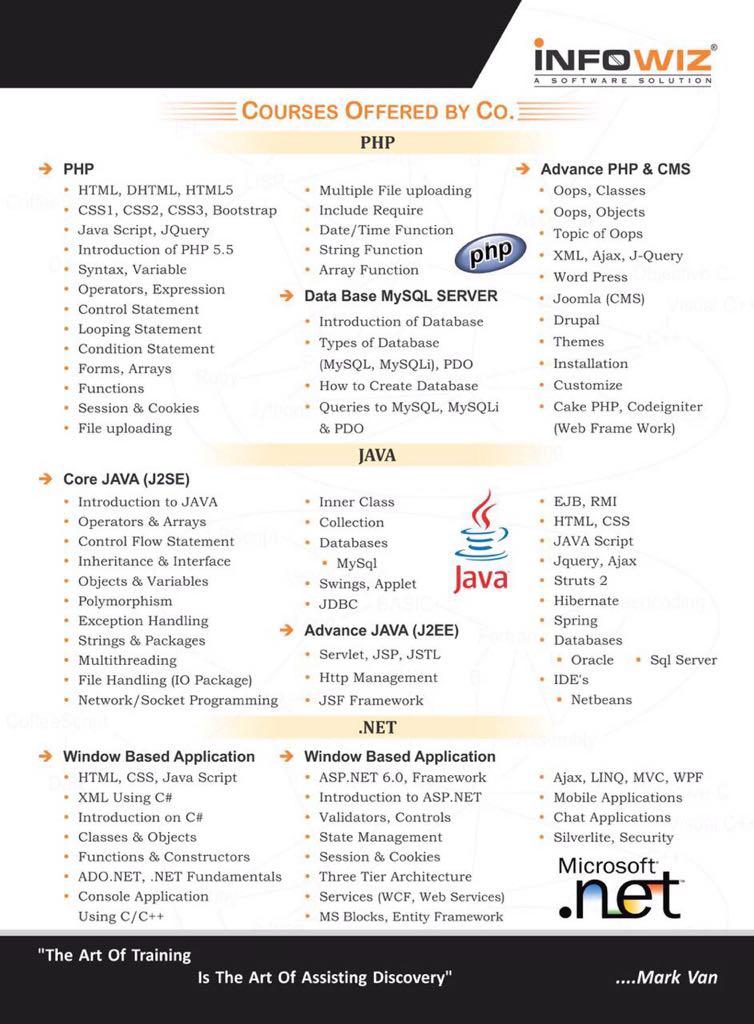 INFOWIZ®
A SOFTWARE SOLUTION
COURSES OFFERED BY CO.
PHP
PHP
HTML, DHTML, HTML5
CSS1, CSS2, CSS3, Bootstrap
Java Script, JQuery
Introduction of PHP 5.5
Syntax, Variable
Operators, Expression
Control Statement
Looping Statement
Condition Statement
Forms, Arrays
Functions
Session & Cookies
File uploading
Multiple File uploading
Include Require
Date/Time Function
String Function
Array Function
php
Data Base MySQL SERVER
Introduction of Database
Types of Database
(MySQL, MySQLi), PDO
How to Create Database
Queries to MySQL, MySQLi
& PDO
Advance PHP & CMS
Oops, Classes
Oops, Objects
Topic of Oops
XML, Ajax, J-Query
Word Press
Joomla (CMS)
Drupal
Themes
Installation
Customize
Cake PHP, Codeigniter
(Web Frame Work)
JAVA
Core JAVA (J2SE)
Introduction to JAVA
Operators & Arrays
Control Flow Statement
Inheritance & Interface
Objects & Variables
Polymorphism
Exception Handling
Strings & Packages
Multithreading
File Handling (IO Package)
Network/Socket Programming
Inner Class
Collection
Databases
MySql
Swings, Applet
JDBC
Java™
Advance JAVA (J2EE)
Servlet, JSP, JSTL
Http Management
JSF Framework
EJB, RMI
HTML, CSS
JAVA Script
Jquery, Ajax
Struts 2
Hibernate
Spring
Databases
Oracle Sql Server
IDE's
Netbeans
.NET
Window Based Application
HTML, CSS, Java Script
XML Using C#
Introduction on C#
Classes & Objects
Functions & Constructors
ADO.NET, .NET Fundamentals
Console Application
Using C/C++
Window Based Application
ASP.NET 6.0, Framework
Introduction to ASP.NET
Validators, Controls
State Management
Session & Cookies
Three Tier Architecture
Services (WCF, Web Services)
MS Blocks, Entity Framework
Ajax, LINQ, MVC, WPF
Mobile Applications
Chat Applications
Silverlite, Security
Microsoft®
.net™
"The Art Of Training
Is The Art Of Assisting Discovery"
....Mark Van